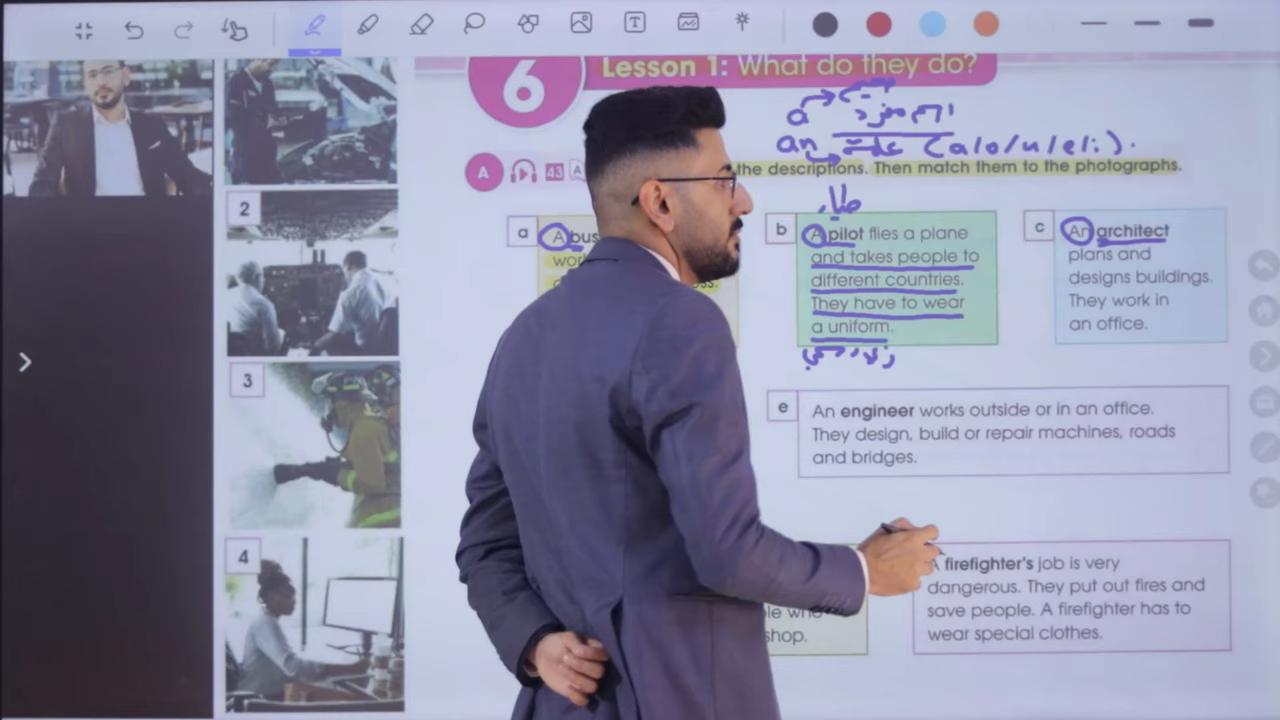 6
Lesson 1: What do they do?
a
an (a/o/u/e/i).
A
43
the descriptions. Then match them to the photographs.
طيار
a
A bus
b
A pilot flies a plane
and takes people to
different countries.
They have to wear
a uniform.
c
An architect
plans and
designs buildings.
They work in
an office.
e
An engineer works outside or in an office.
They design, build or repair machines, roads
and bridges.
shop.
A firefighter's job is very
dangerous. They put out fires and
save people. A firefighter has to
wear special clothes.
2
3
4
T